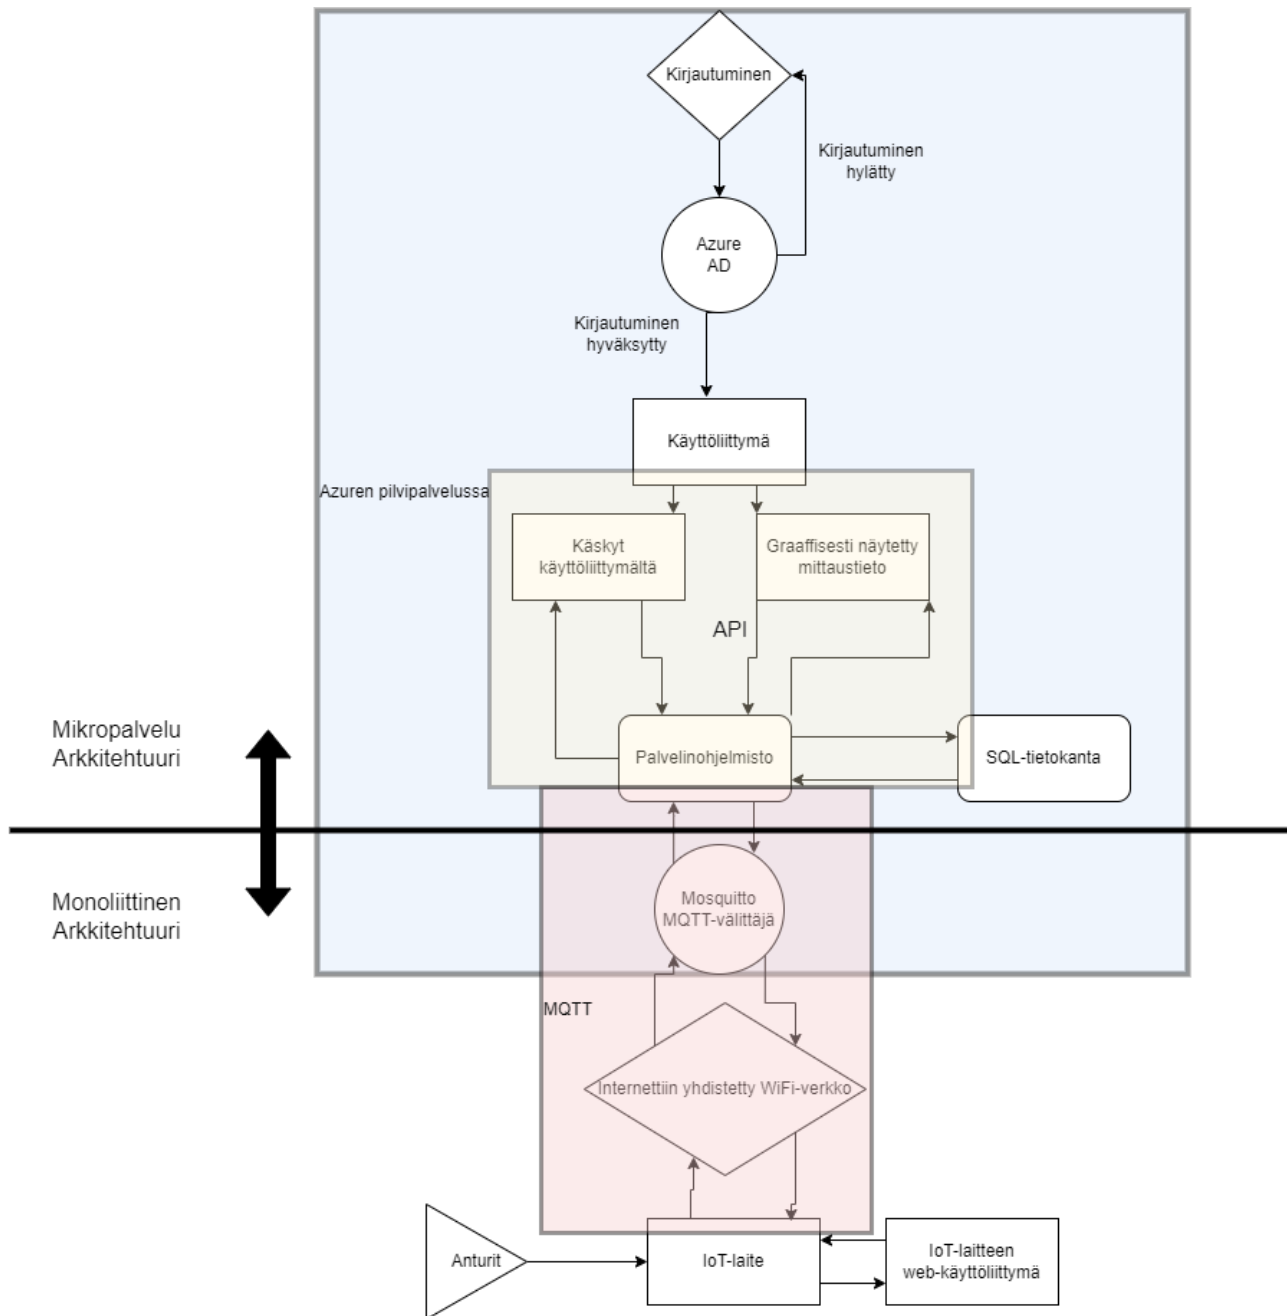 Kirjautuminen
Kirjautuminen
hylätty
Azure
AD
Kirjautuminen
hyväksytty
Käyttöliittymä
Azuren pilvipalvelussa
Käskyt
käyttöliittymältä
Graaffisesti näytetty
mittaustieto
API
Mikropalvelu
Arkkitehtuuri
Palvelinohjelmisto
SQL-tietokanta
Monoliittinen
Arkkitehtuuri
Mosquitto
MQTT-välittäjä
MQTT
Internettiin yhdistetty WiFi-verkko
Anturit
IoT-laite
IoT-laitteen
web-käyttöliittymä